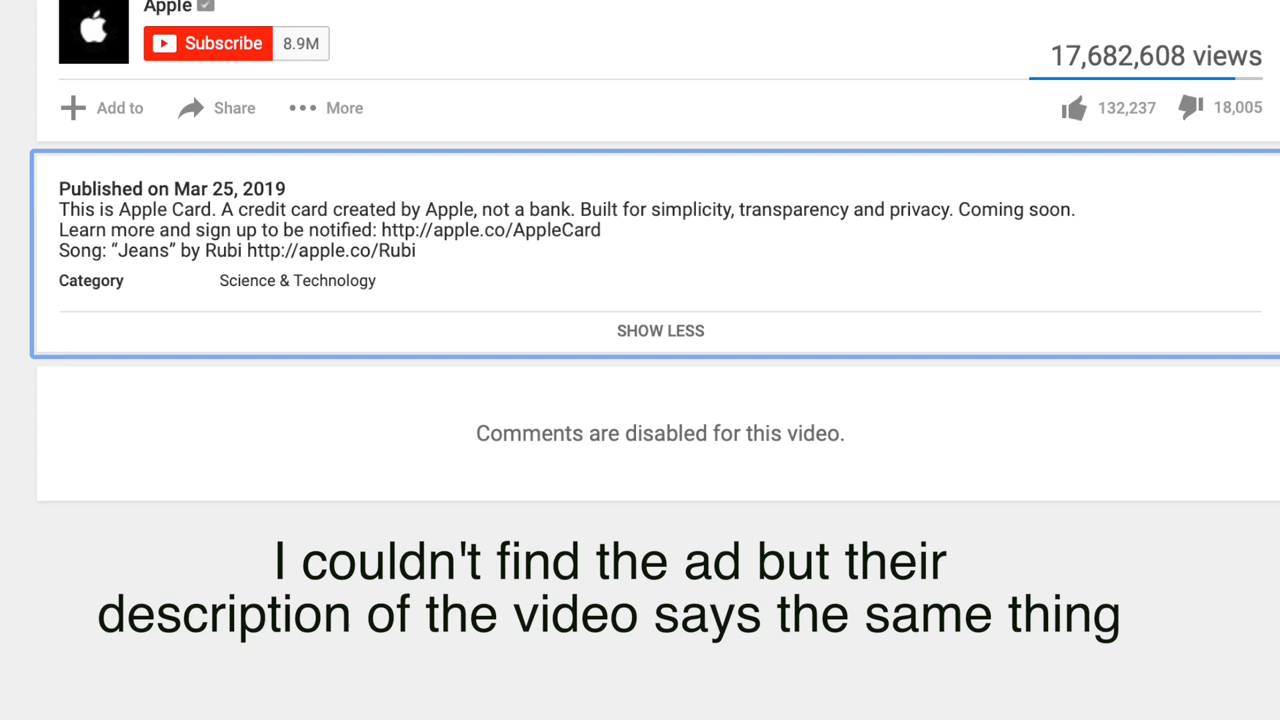 Apple
Subscribe 8.9M
17,682,608 views
Add to Share More 132,237 18,005
Published on Mar 25, 2019
This is Apple Card. A credit card created by Apple, not a bank. Built for simplicity, transparency and privacy. Coming soon.
Learn more and sign up to be notified: http://apple.co/AppleCard
Song: “Jeans” by Rubi http://apple.co/Rubi
Category Science & Technology
SHOW LESS
Comments are disabled for this video.
I couldn't find the ad but their
description of the video says the same thing